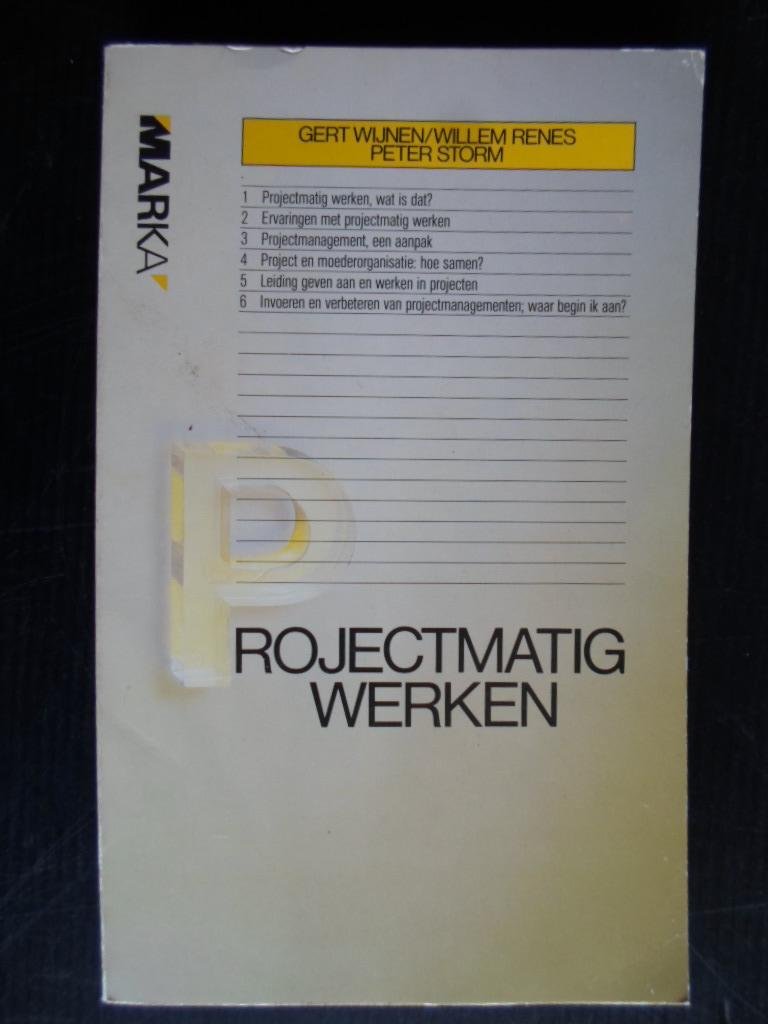 MARKA
GERT WIJNEN/WILLEM RENES
PETER STORM
1 Projectmatig werken, wat is dat?
2 Ervaringen met projectmatig werken
3 Projectmanagement, een aanpak
4 Project en moederorganisatie: hoe samen?
5 Leiding geven aan en werken in projecten
6 Invoeren en verbeteren van projectmanagementen; waar begin ik aan?
PROJECTMATIG
WERKEN